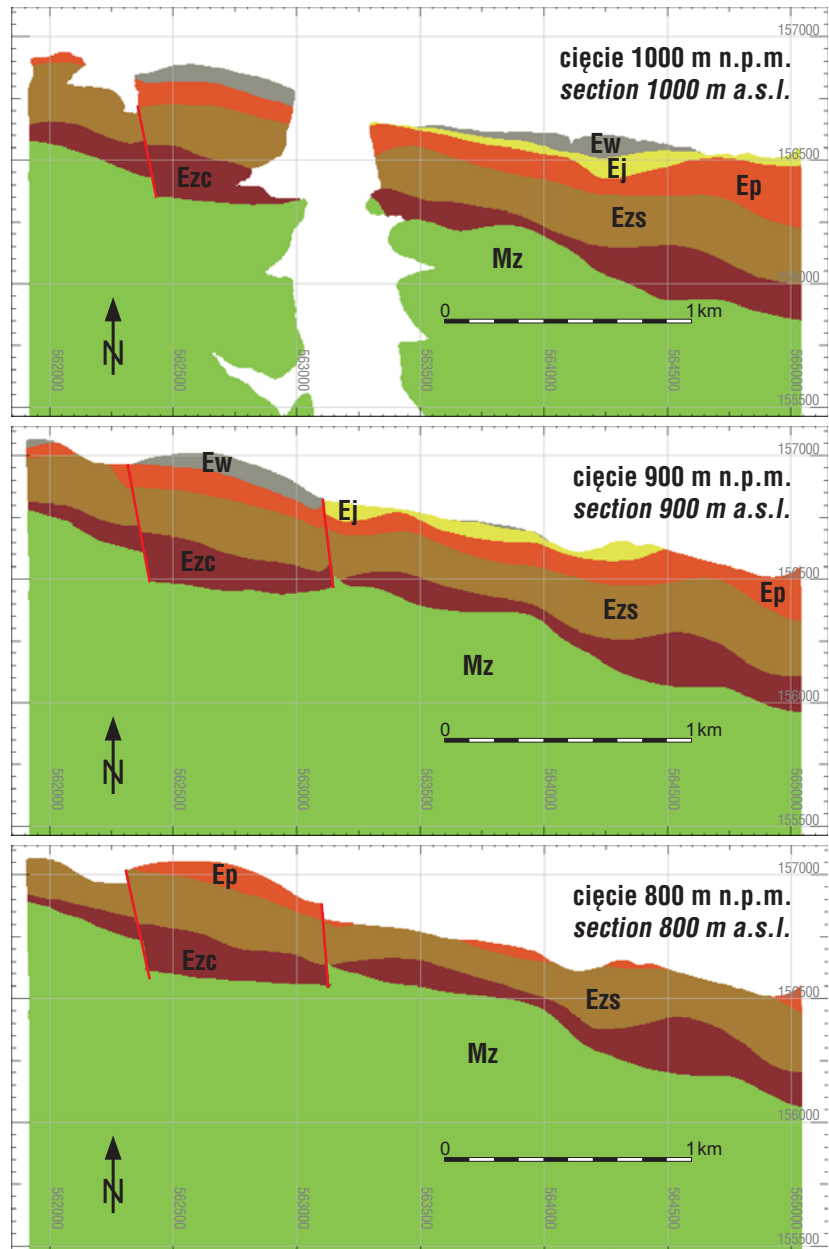 157000
cięcie 1000 m n.p.m.
section 1000 m a.s.l.
Ew
156500
Ej
Ezc
Ep
Ezs
Mz
156000
0 1 km
N
562000 562500 563000 563500 564000 564500 565000
155500
157000
Ew
cięcie 900 m n.p.m.
section 900 m a.s.l.
Ej
Ezc
156500
Ep
Ezs
Mz
156000
0 1 km
N
562000 562500 563000 563500 564000 564500 565000
155500
157000
Ep
cięcie 800 m n.p.m.
section 800 m a.s.l.
Ezc
156500
Ezs
Mz
156000
0 1 km
N
562000 562500 563000 563500 564000 564500 565000
155500